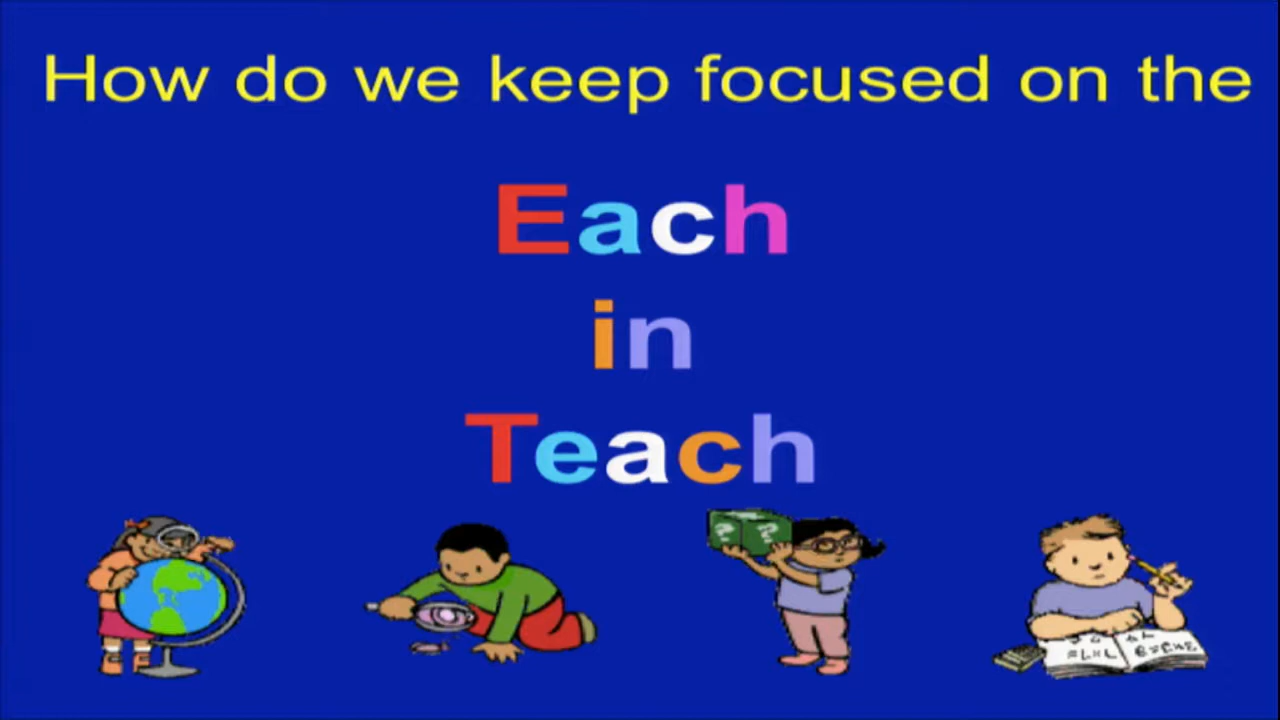 How do we keep focused on the
Each
in
Teach